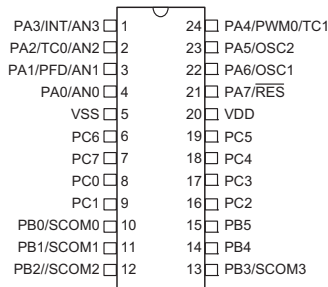 PA3/INT/AN3 1 24 PA4/PWM0/TC1
PA2/TC0/AN2 2 23 PA5/OSC2
PA1/PFD/AN1 3 22 PA6/OSC1
PA0/AN0 4 21 PA7/RES
VSS 5 20 VDD
PC6 6 19 PC5
PC7 7 18 PC4
PC0 8 17 PC3
PC1 9 16 PC2
PB0/SCOM0 10 15 PB5
PB1/SCOM1 11 14 PB4
PB2//SCOM2 12 13 PB3/SCOM3